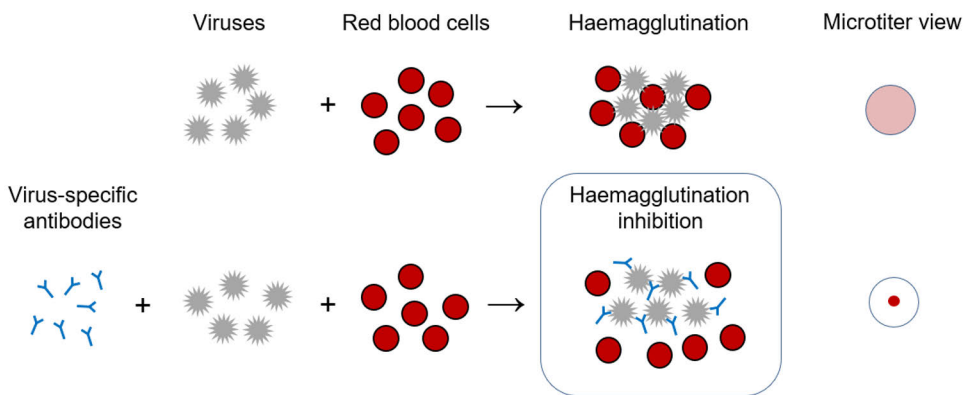 Viruses
Red blood cells
Haemagglutination
Microtiter view
+
→
Virus-specific
antibodies
Haemagglutination
inhibition
+
+
→